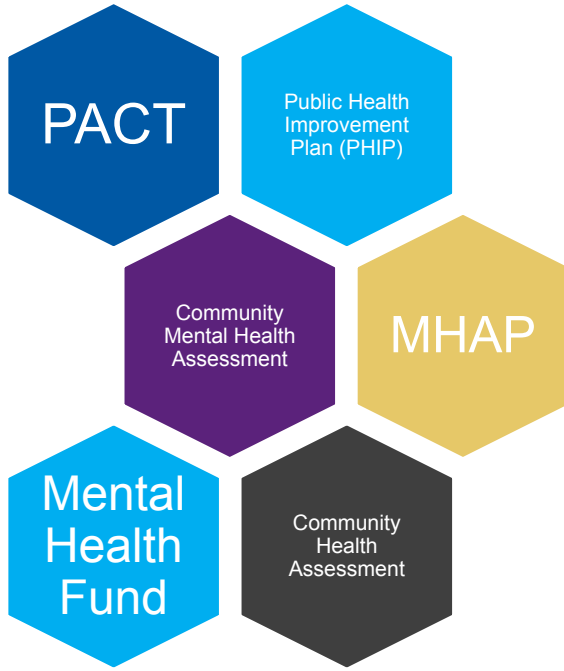 PACT
Public Health
Improvement
Plan (PHIP)
Community
Mental Health
Assessment
MHAP
Mental
Health
Fund
Community
Health
Assessment